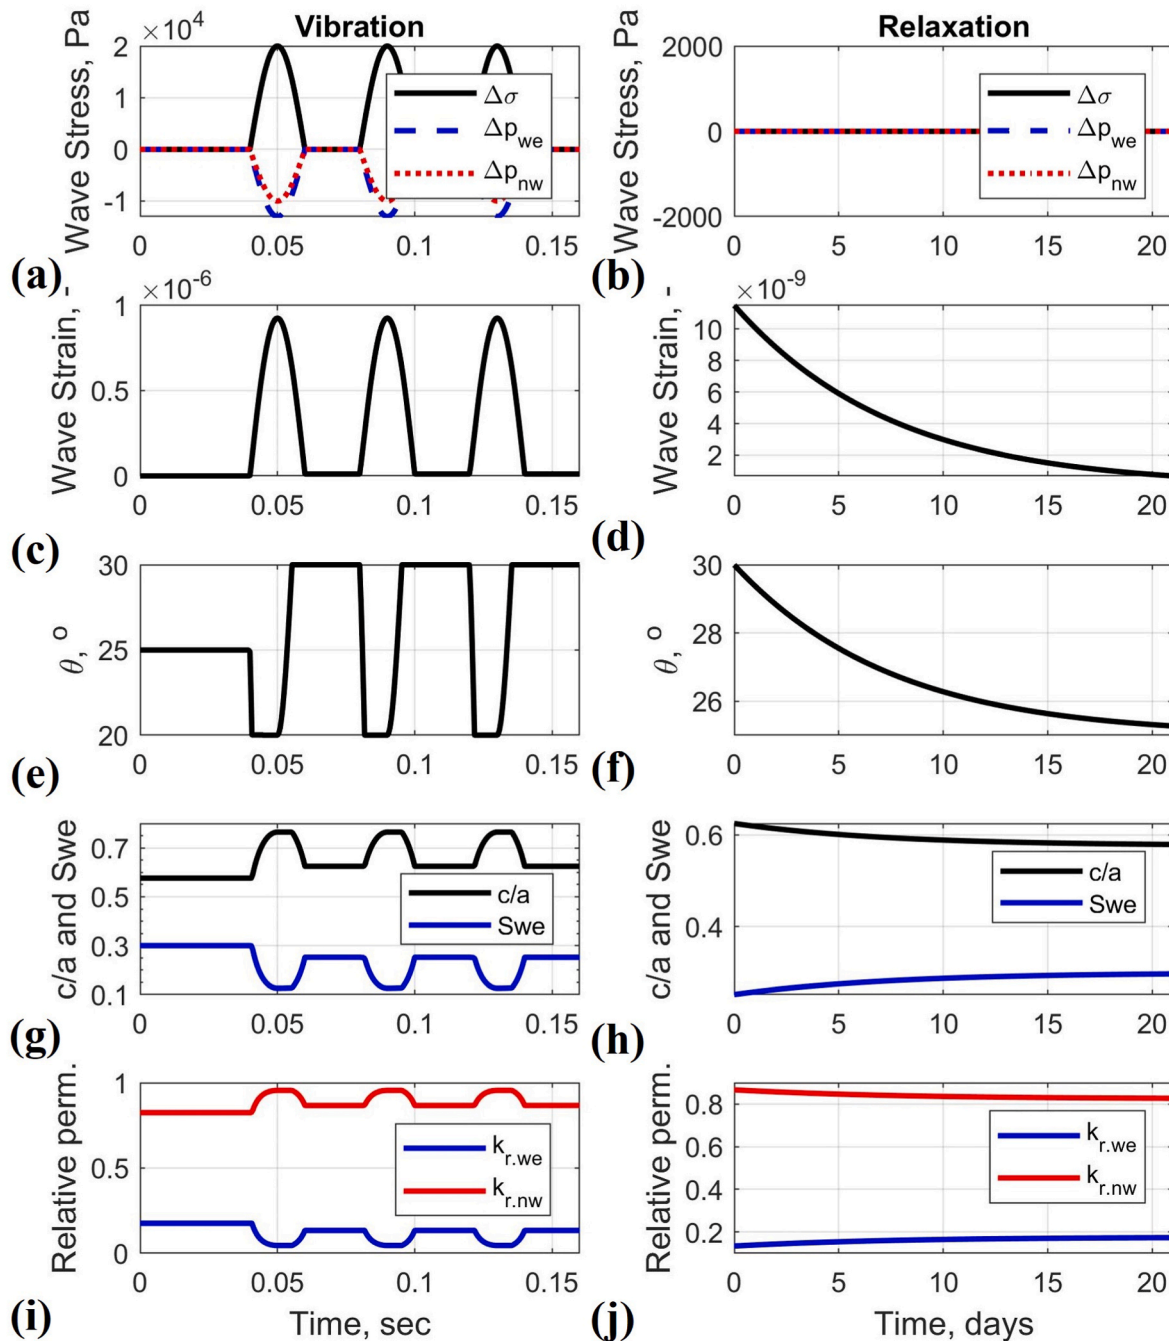 Vibration
Relaxation
×10⁴
Wave Stress, Pa
2
1
0
-1
Δσ
Δp_we
Δp_nw
0 0.05 0.1 0.15
(a)
Wave Stress, Pa
2000
0
-2000
Δσ
Δp_we
Δp_nw
0 5 10 15 20
(b)
×10⁻⁶
Wave Strain, -
1
0.5
0
0 0.05 0.1 0.15
(c)
×10⁻⁹
Wave Strain, -
10
8
6
4
2
0 5 10 15 20
(d)
θ, °
30
25
20
0 0.05 0.1 0.15
(e)
θ, °
30
28
26
0 5 10 15 20
(f)
c/a and Swe
0.7
0.5
0.3
0.1
c/a
Swe
0 0.05 0.1 0.15
(g)
c/a and Swe
0.6
0.4
c/a
Swe
0 5 10 15 20
(h)
Relative perm.
1
0.5
0
k_r.we
k_r.nw
0 0.05 0.1 0.15
Time, sec
(i)
Relative perm.
0.8
0.6
0.4
0.2
k_r.we
k_r.nw
0 5 10 15 20
Time, days
(j)